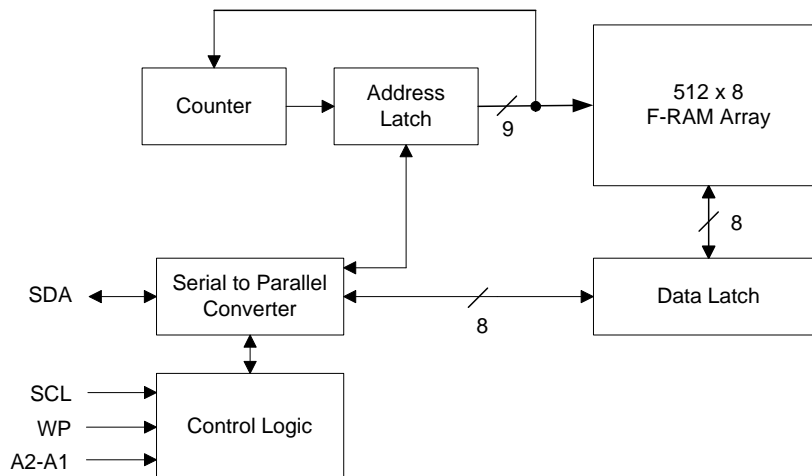 Counter
Address
Latch
9
512 x 8
F-RAM Array
8
SDA
Serial to Parallel
Converter
8
Data Latch
SCL
WP
A2-A1
Control Logic